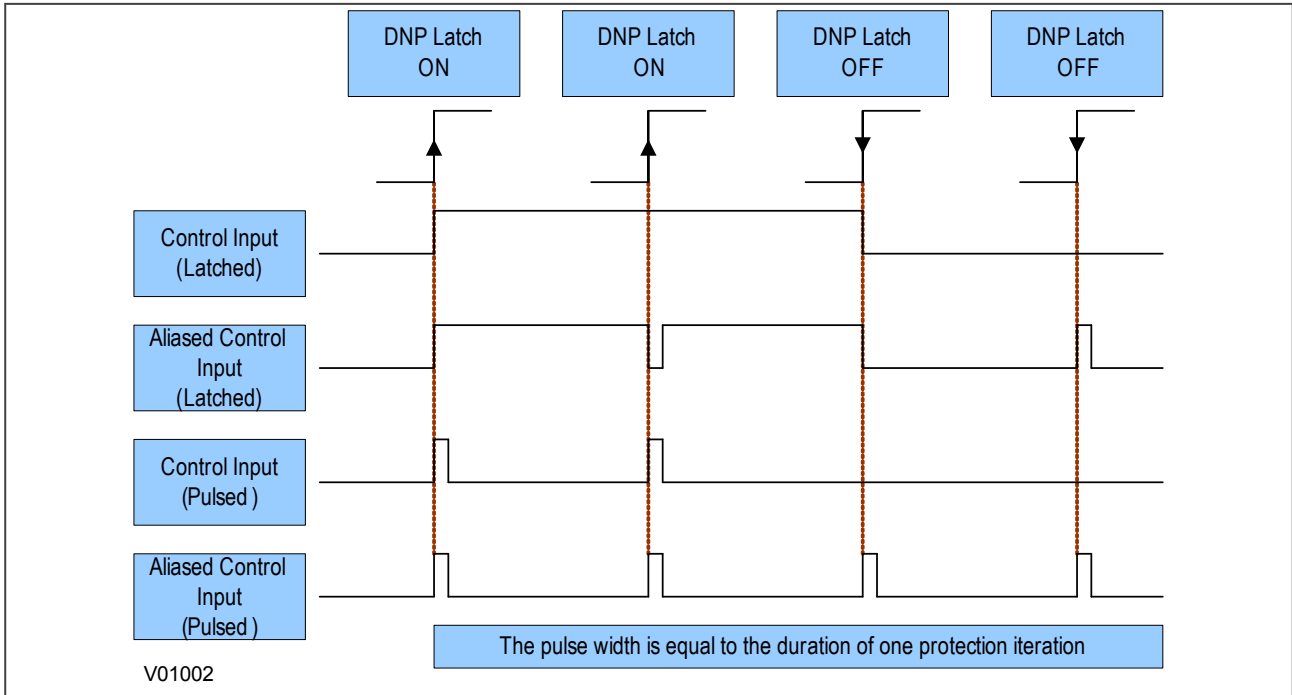 DNP Latch
ON
DNP Latch
ON
DNP Latch
OFF
DNP Latch
OFF
Control Input
(Latched)
Aliased Control
Input
(Latched)
Control Input
(Pulsed )
Aliased Control
Input
(Pulsed )
The pulse width is equal to the duration of one protection iteration
V01002